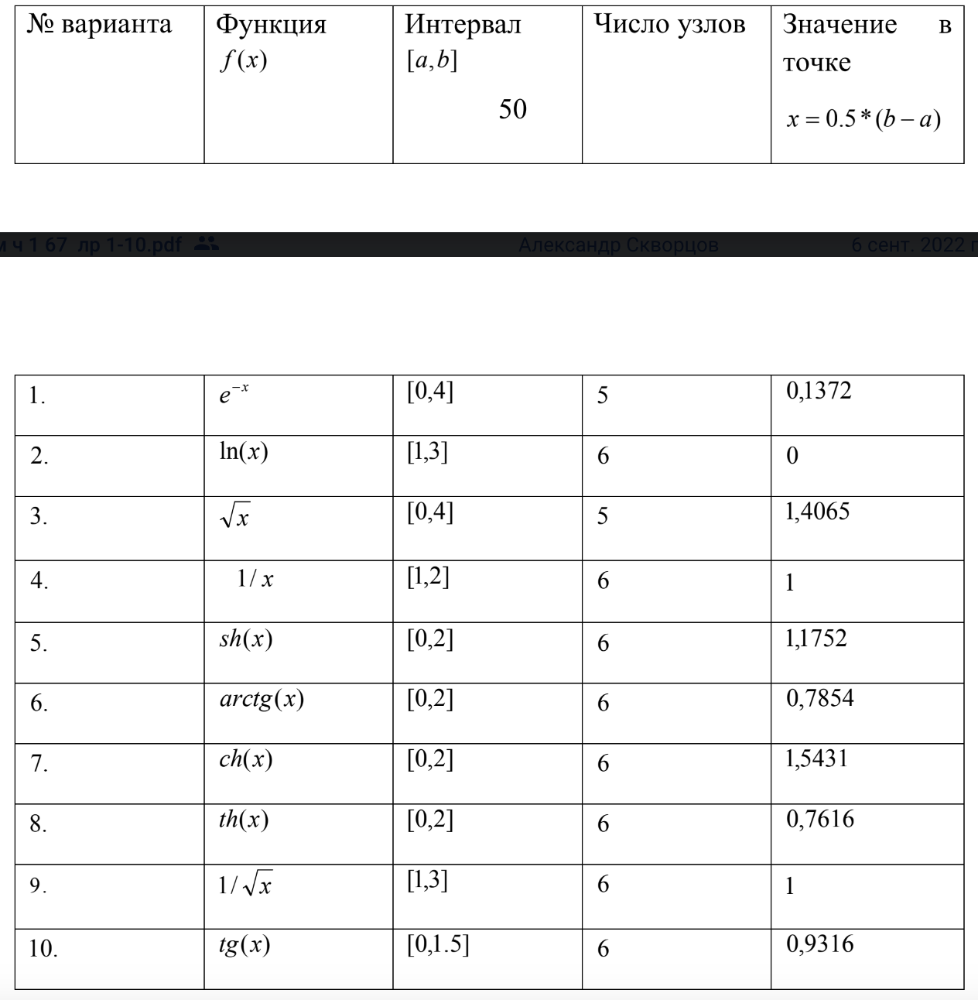 № варианта Функция Интервал Число узлов Значение в
f(x) [a,b] точке
50 x = 0.5*(b − a)
м ч 1 67 лр 1-10.pdf Александр Скворцов 6 сент. 2022 г
1. e^{−x} [0,4] 5 0,1372
2. ln(x) [1,3] 6 0
3. √x [0,4] 5 1,4065
4. 1/x [1,2] 6 1
5. sh(x) [0,2] 6 1,1752
6. arctg(x) [0,2] 6 0,7854
7. ch(x) [0,2] 6 1,5431
8. th(x) [0,2] 6 0,7616
9. 1/√x [1,3] 6 1
10. tg(x) [0,1.5] 6 0,9316